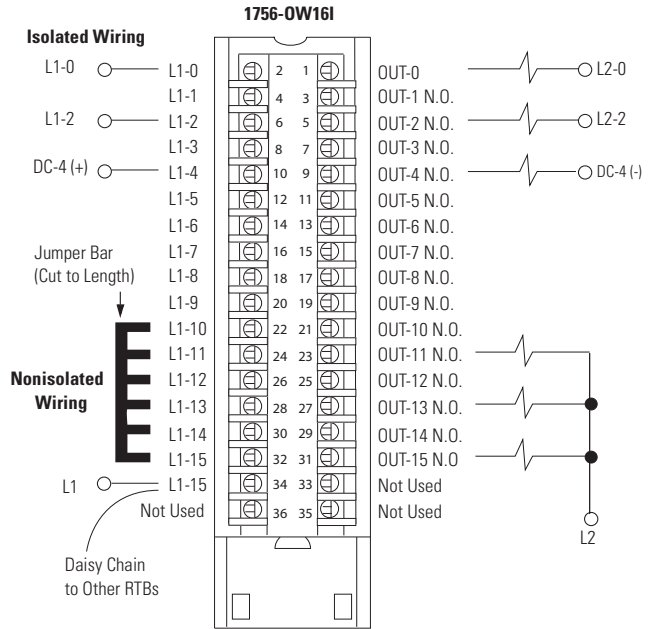 1756-OW16I
Isolated Wiring
L1-0 L1-0 2 1 OUT-0 L2-0
L1-1 4 3 OUT-1 N.O.
L1-2 L1-2 6 5 OUT-2 N.O. L2-2
L1-3 8 7 OUT-3 N.O.
DC-4 (+) L1-4 10 9 OUT-4 N.O. DC-4 (-)
L1-5 12 11 OUT-5 N.O.
L1-6 14 13 OUT-6 N.O.
L1-7 16 15 OUT-7 N.O.
Jumper Bar
(Cut to Length)
L1-8 18 17 OUT-8 N.O.
L1-9 20 19 OUT-9 N.O.
L1-10 22 21 OUT-10 N.O.
L1-11 24 23 OUT-11 N.O.
Nonisolated
Wiring
L1-12 26 25 OUT-12 N.O.
L1-13 28 27 OUT-13 N.O.
L1-14 30 29 OUT-14 N.O.
L1-15 32 31 OUT-15 N.O
L1 L1-15 34 33 Not Used
Not Used 36 35 Not Used
L2
Daisy Chain
to Other RTBs